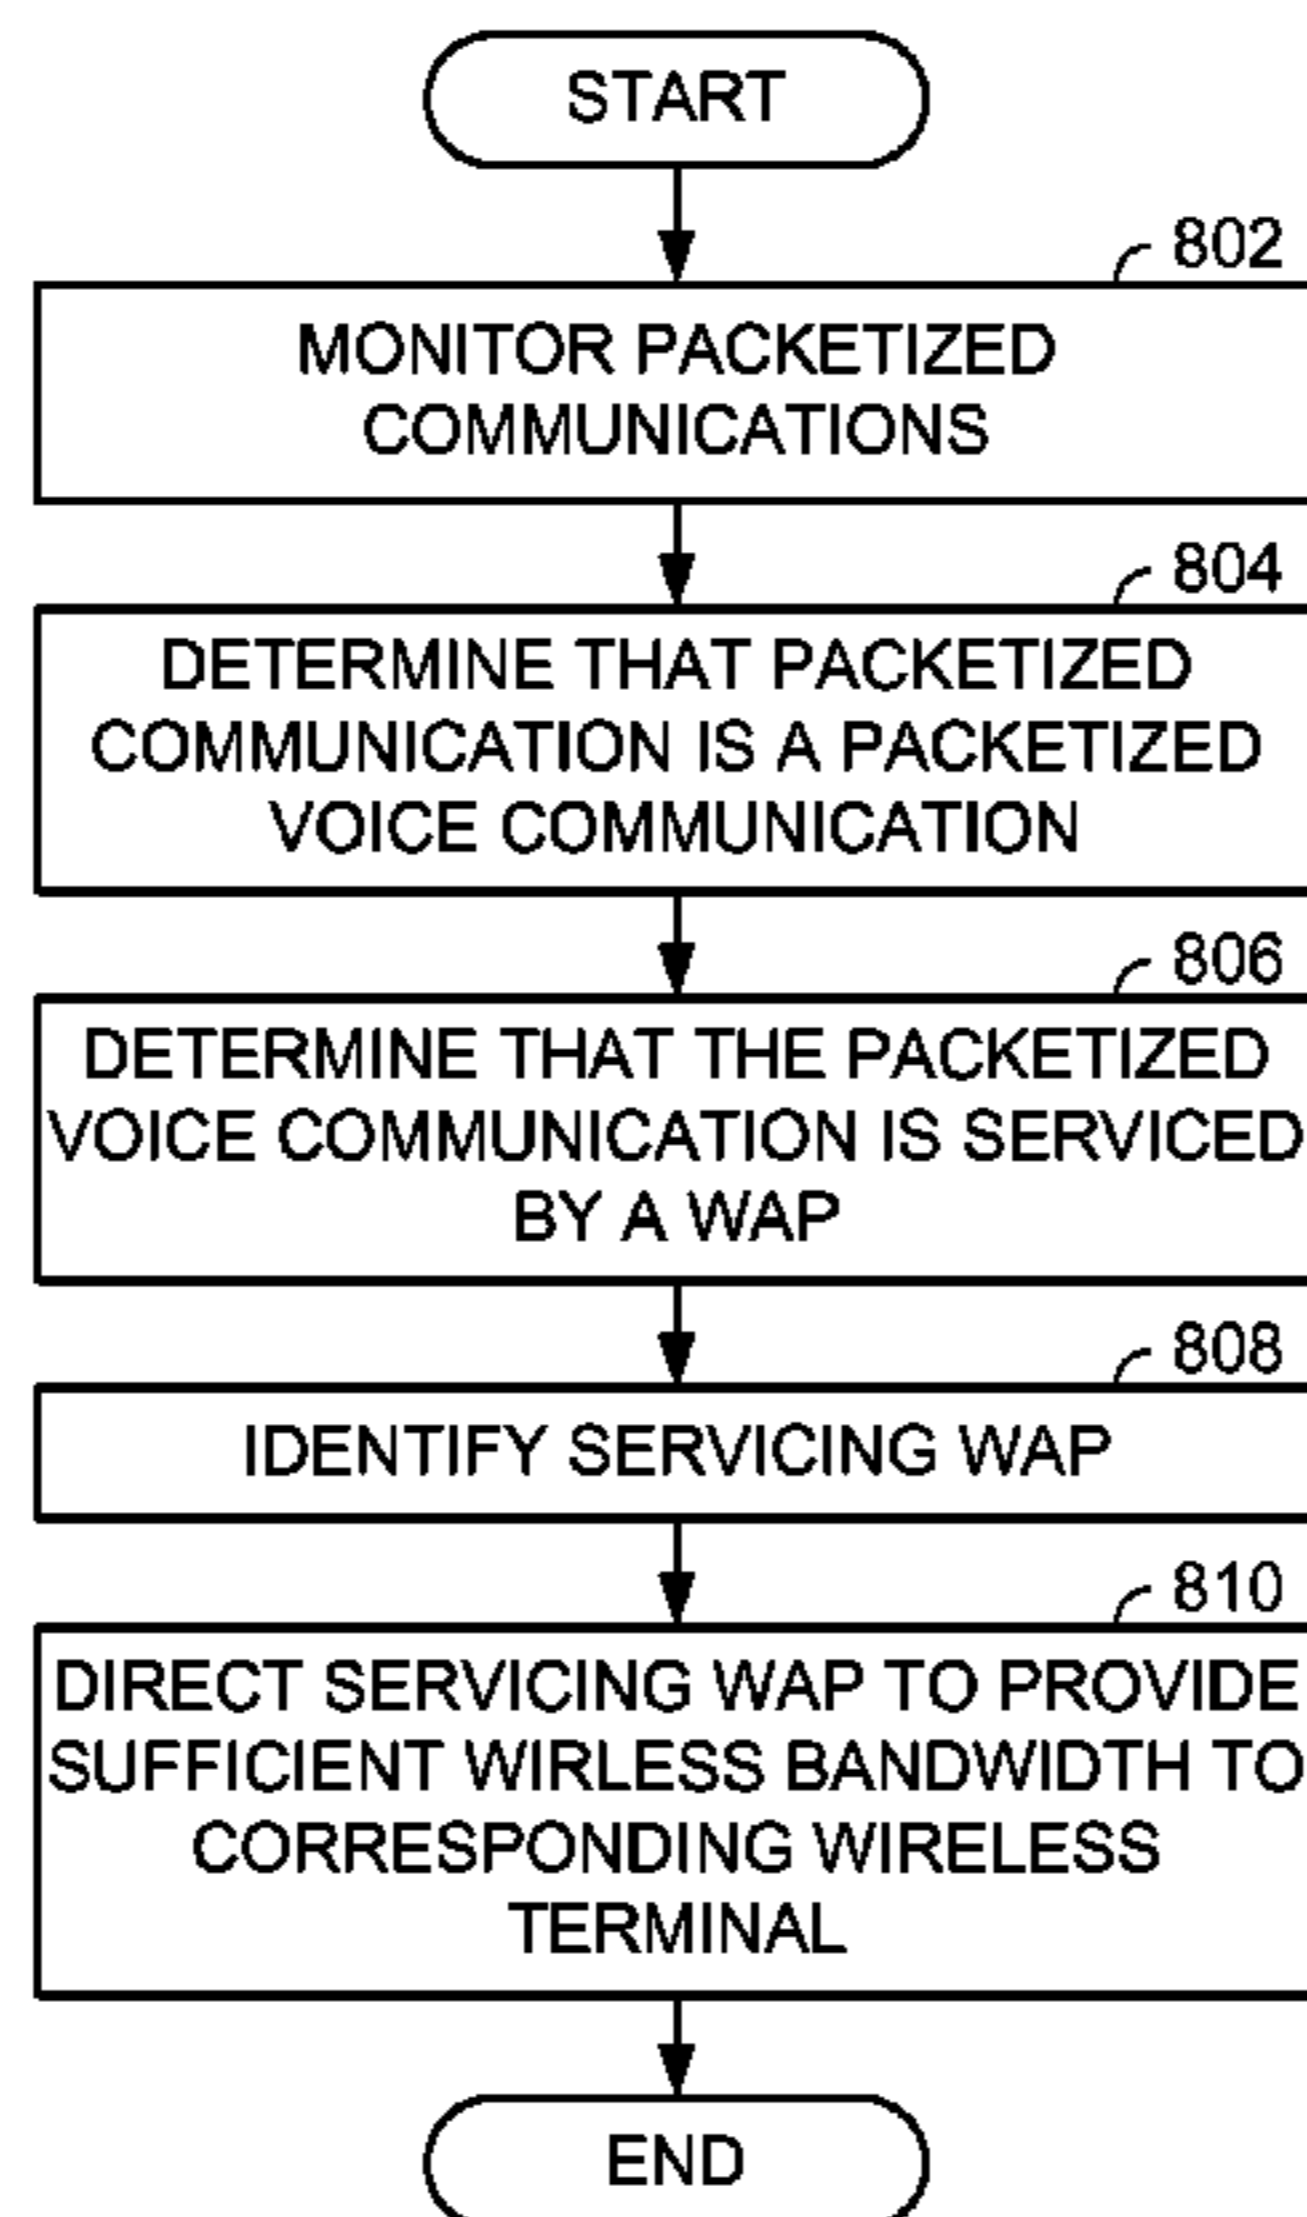 START
802
MONITOR PACKETIZED
COMMUNICATIONS
804
DETERMINE THAT PACKETIZED
COMMUNICATION IS A PACKETIZED
VOICE COMMUNICATION
806
DETERMINE THAT THE PACKETIZED
VOICE COMMUNICATION IS SERVICED
BY A WAP
808
IDENTIFY SERVICING WAP
810
DIRECT SERVICING WAP TO PROVIDE
SUFFICIENT WIRLESS BANDWIDTH TO
CORRESPONDING WIRELESS
TERMINAL
END